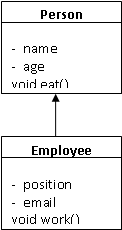 Person
- name
- age
void eat()
Employee
- position
- email
void work()